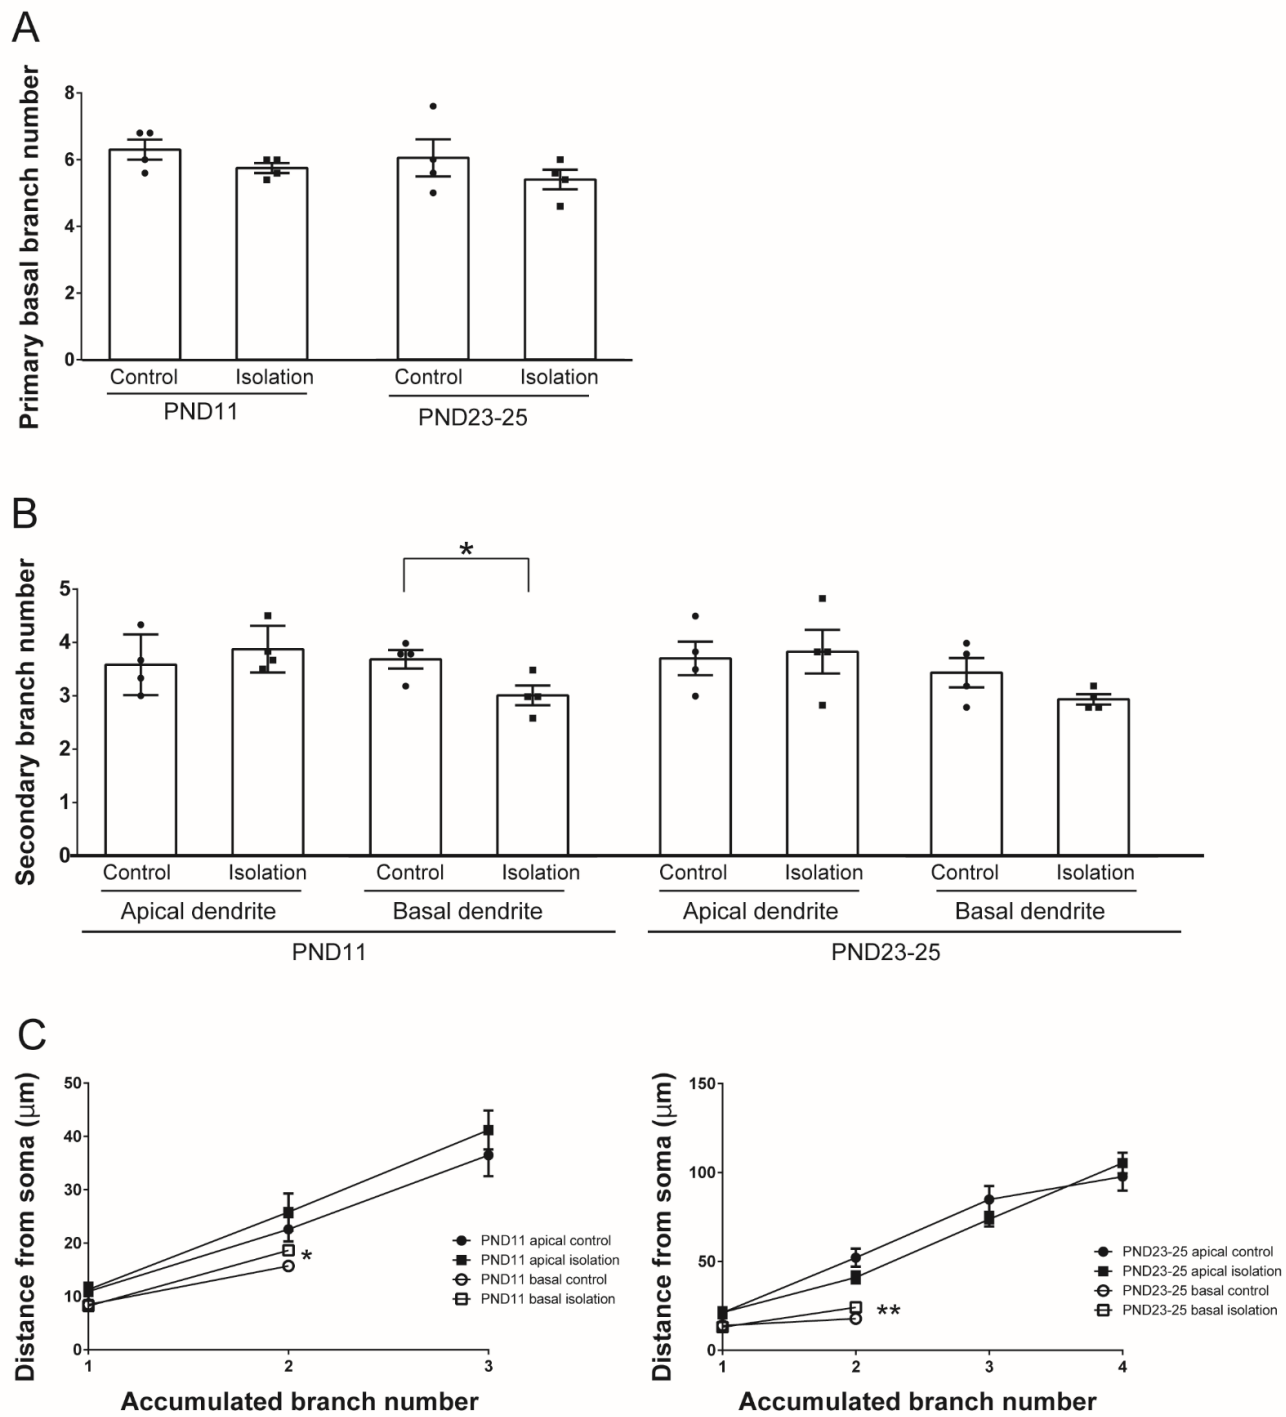 A
Primary basal branch number
8
6
4
2
0
Control Isolation Control Isolation
PND11 PND23-25
B
Secondary branch number
*
5
4
3
2
1
0
Control Isolation Control Isolation Control Isolation Control Isolation
Apical dendrite Basal dendrite Apical dendrite Basal dendrite
PND11 PND23-25
C
Distance from soma (μm)
50
40
30
20
10
0
*
PND11 apical control
PND11 apical isolation
PND11 basal control
PND11 basal isolation
1 2 3
Accumulated branch number
Distance from soma (μm)
150
100
50
0
**
PND23-25 apical control
PND23-25 apical isolation
PND23-25 basal control
PND23-25 basal isolation
1 2 3 4
Accumulated branch number